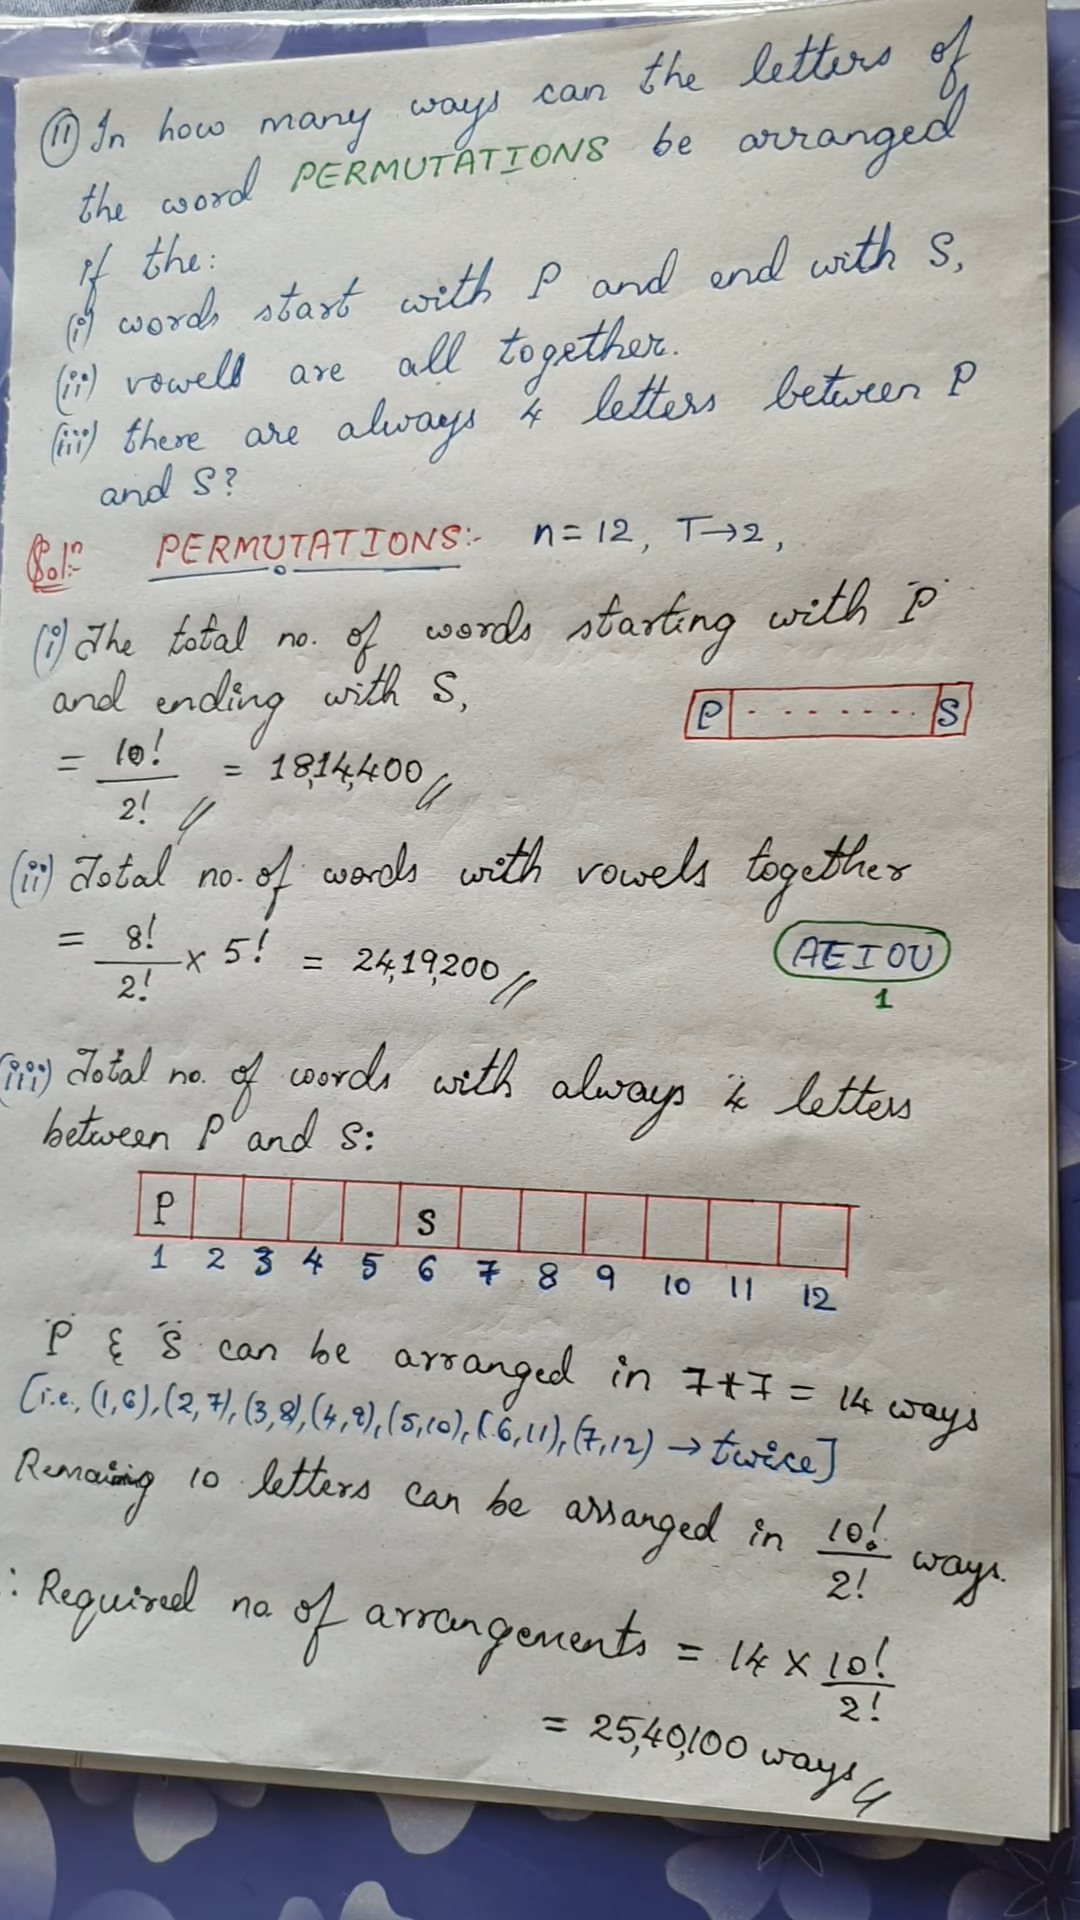 (11) In how many ways can the letters of
the word PERMUTATIONS be arranged
if the:
(i) words start with P and end with S,
(ii) vowels are all together.
(iii) there are always 4 letters between P
and S?
Sol:ⁿ PERMUTATIONS:- n=12, T→2,
(i) The total no. of words starting with P
and ending with S,
P ........ S
= 10!/2! = 18,14,400//
(ii) Total no. of words with vowels together
= 8!/2! × 5! = 24,19,200//
AEIOU
1
(iii) Total no. of words with always 4 letters
between P and S:
P S
1 2 3 4 5 6 7 8 9 10 11 12
P & S can be arranged in 7+7 = 14 ways
[i.e., (1,6), (2,7), (3,8), (4,9), (5,10), (6,11), (7,12) → twice]
Remaing 10 letters can be arranged in 10!/2! ways.
∴ Required no. of arrangements = 14 × 10!/2!
= 25,40,100 ways//